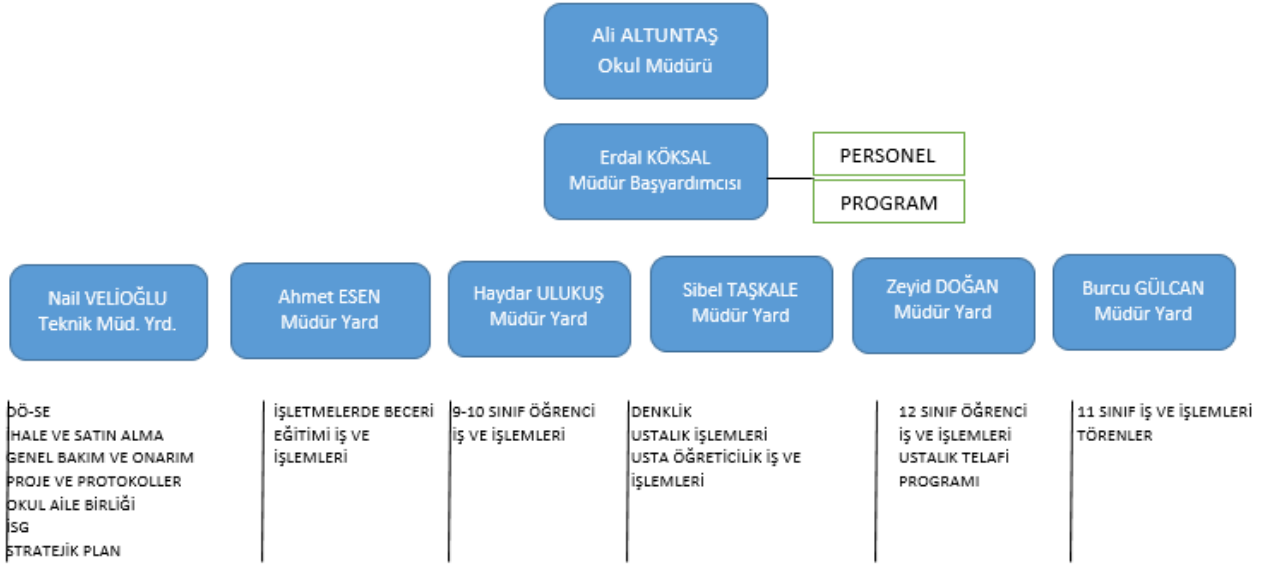 Ali ALTUNTAŞ
Okul Müdürü
Erdal KÖKSAL
Müdür Başyardımcısı
PERSONEL
PROGRAM
Nail VELİOĞLU
Teknik Müd. Yrd.
Ahmet ESEN
Müdür Yard
Haydar ULUKUŞ
Müdür Yard
Sibel TAŞKALE
Müdür Yard
Zeyid DOĞAN
Müdür Yard
Burcu GÜLCAN
Müdür Yard
DÖ-SE
İHALE VE SATIN ALMA
GENEL BAKIM VE ONARIM
PROJE VE PROTOKOLLER
OKUL AİLE BİRLİĞİ
İSG
STRATEJİK PLAN
İŞLETMELERDE BECERİ
EĞİTİMİ İŞ VE
İŞLEMLERİ
9-10 SINIF ÖĞRENCİ
İŞ VE İŞLEMLERİ
DENKLİK
USTALIK İŞLEMLERİ
USTA ÖĞRETİCİLİK İŞ VE
İŞLEMLERİ
12 SINIF ÖĞRENCİ
İŞ VE İŞLEMLERİ
USTALIK TELAFİ
PROGRAMI
11 SINIF İŞ VE İŞLEMLERİ
TÖRENLER